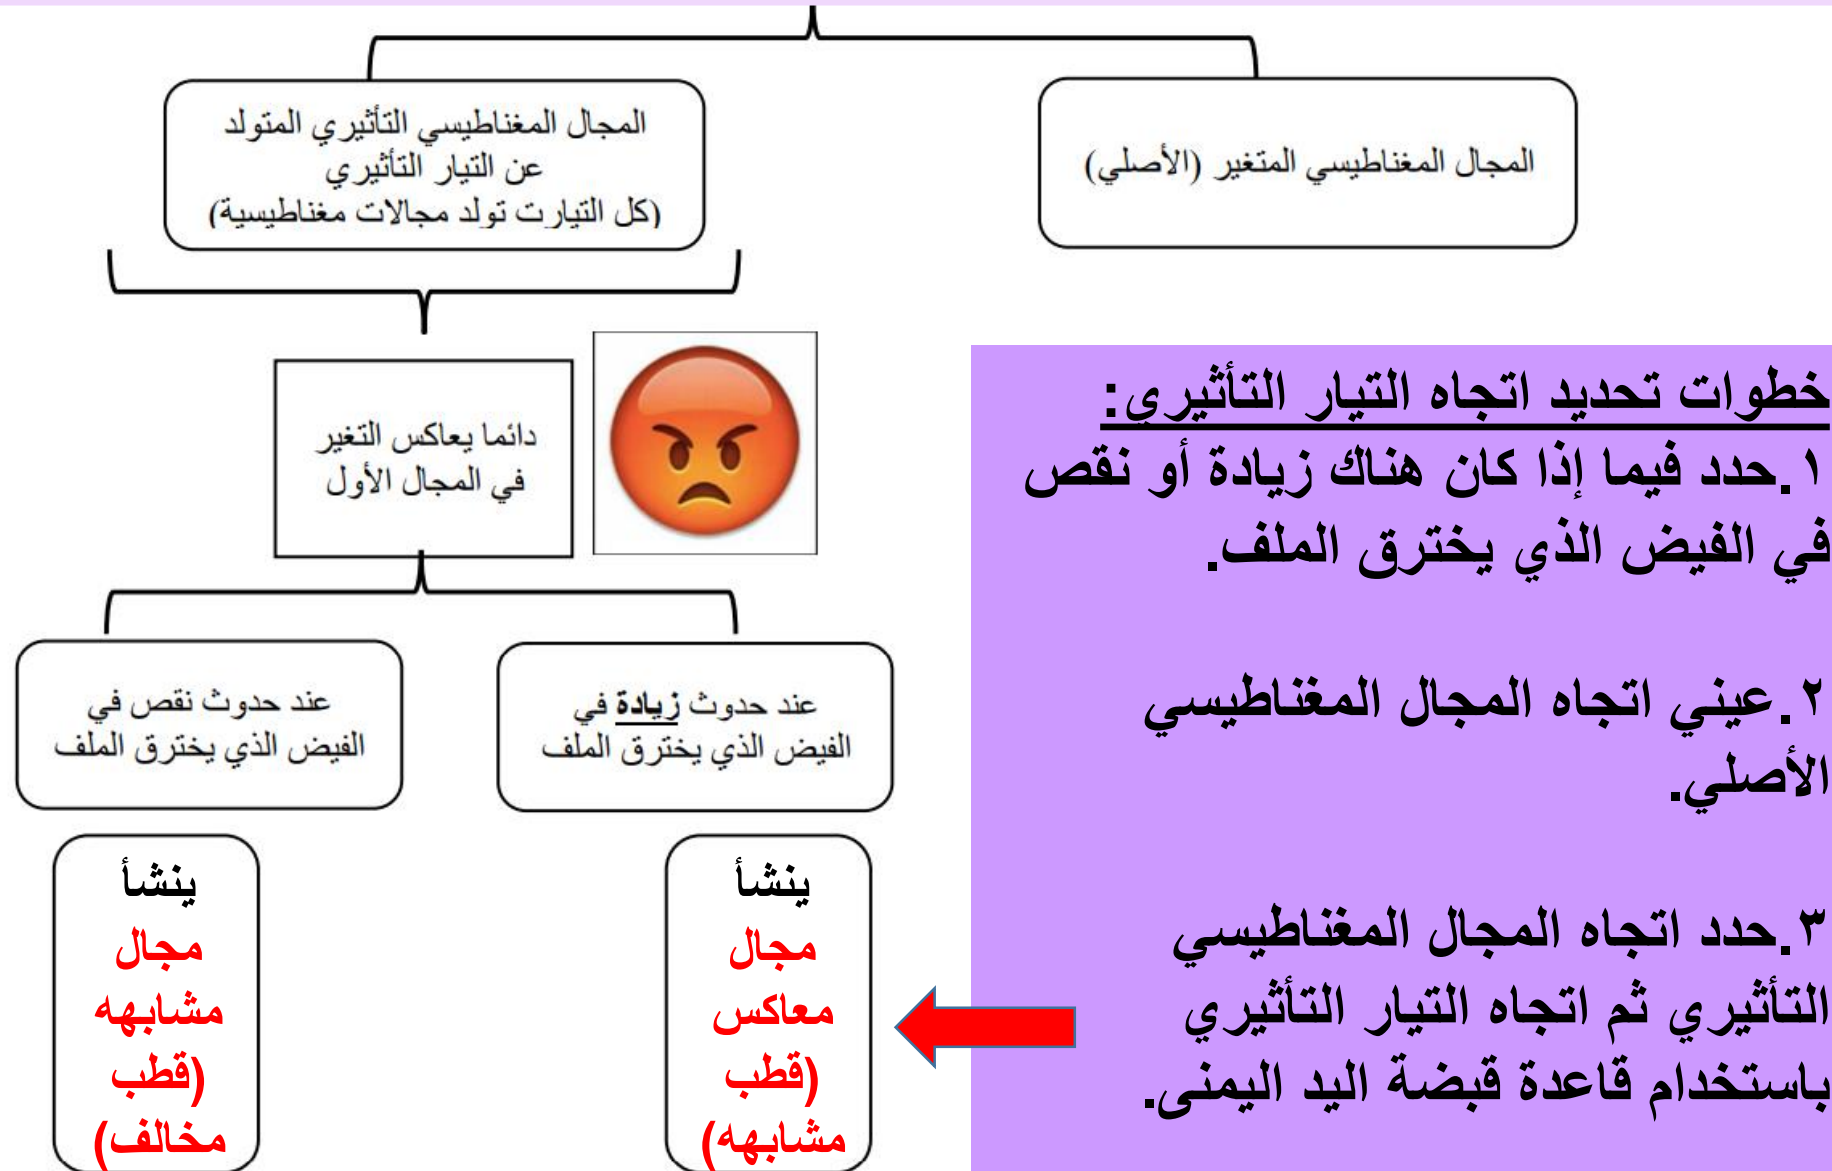 المجال المغناطيسي المتغير (الأصلي)
المجال المغناطيسي التأثيري المتولد
عن التيار التأثيري
(كل التيارت تولد مجالات مغناطيسية)
دائما يعاكس التغير
في المجال الأول
عند حدوث زيادة في
الفيض الذي يخترق الملف
عند حدوث نقص في
الفيض الذي يخترق الملف
ينشأ
مجال
معاكس
(قطب
مشابهه)
ينشأ
مجال
مشابهه
(قطب
مخالف)
خطوات تحديد اتجاه التيار التأثيري:
١.حدد فيما إذا كان هناك زيادة أو نقص
في الفيض الذي يخترق الملف.
٢.عيني اتجاه المجال المغناطيسي
الأصلي.
٣.حدد اتجاه المجال المغناطيسي
التأثيري ثم اتجاه التيار التأثيري
باستخدام قاعدة قبضة اليد اليمنى.